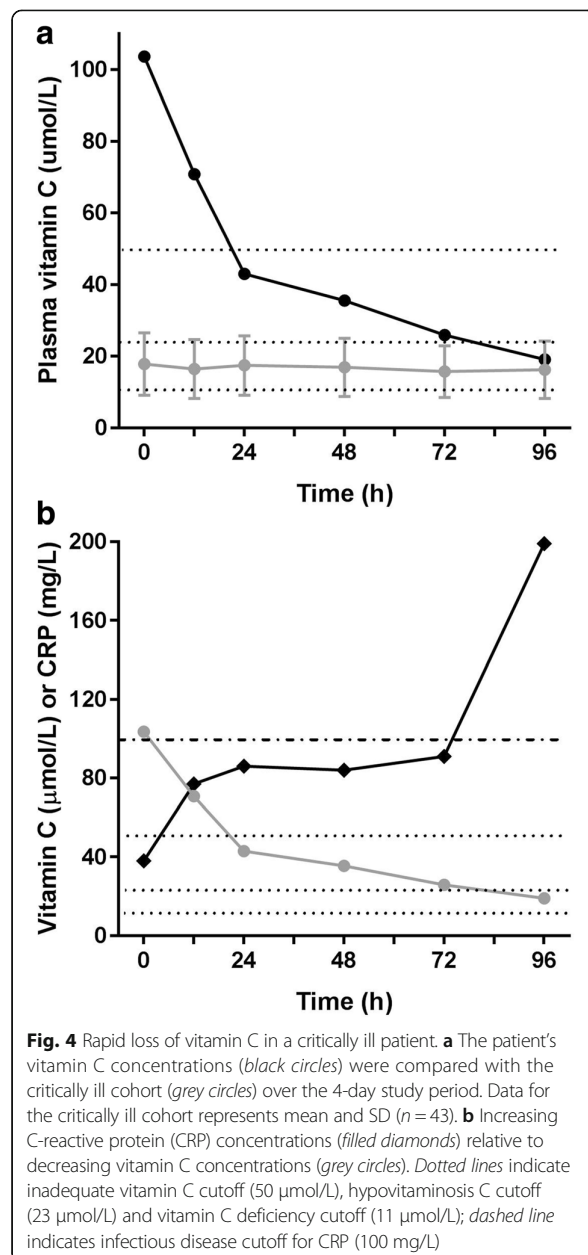 a
Plasma vitamin C (umol/L)
100
80
60
40
20
0
0 24 48 72 96
Time (h)
b
Vitamin C (μmol/L) or CRP (mg/L)
200
160
120
80
40
0
0 24 48 72 96
Time (h)
Fig. 4 Rapid loss of vitamin C in a critically ill patient. a The patient's
vitamin C concentrations (black circles) were compared with the
critically ill cohort (grey circles) over the 4-day study period. Data for
the critically ill cohort represents mean and SD (n = 43). b Increasing
C-reactive protein (CRP) concentrations (filled diamonds) relative to
decreasing vitamin C concentrations (grey circles). Dotted lines indicate
inadequate vitamin C cutoff (50 μmol/L), hypovitaminosis C cutoff
(23 μmol/L) and vitamin C deficiency cutoff (11 μmol/L); dashed line
indicates infectious disease cutoff for CRP (100 mg/L)